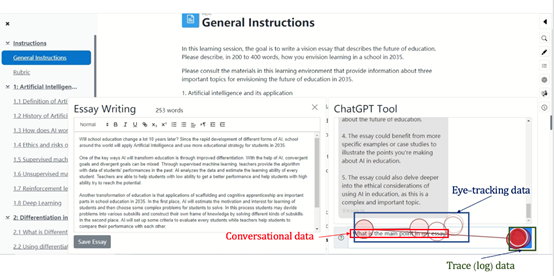 General Instructions
Instructions
General Instructions
Rubric
1: Artificial Intelligenc...
1.1 Definition of Arti
1.2 History of Artific
1.3 How does AI wor
1.4 Ethics and risks o
1.5 Supervised mach
1.6 Unsupervised ma
1.7 Reinforcement le
1.8 Deep Learning
2: Differentiation in
2.1 What is Different
2.2 Using differentiat
In this learning session, the goal is to write a vision essay that describes the future of education.
Please describe, in 200 to 400 words, how you envision learning in a school in 2035.
Please consult the materials in this learning environment that provide information about three
important topics for envisioning the future of education in 2035.
1. Artificial intelligence and its application
Essay Writing
253 words
Normal
Will school education change a lot 10 years later? Since the rapid development of different forms of AI, school
around the world will apply Artificial Intelligence and use more educational strategy for students in 2035.
One of the key ways AI will transform education is through improved differentiation. With the help of AI, convergent
goals and divergent goals can be mixed. Through supervised machine learning, teachers provide the algorithm
with data of students' performances in the past. AI analyzes the data and estimate the learning ability of every
student. Teachers are able to help students with low ability to get a better performance and help students with high
ability try to reach the potential.
Another transformation of education is that applications of scaffolding and cognitive apprenticeship are important
parts in school education in 2035. In the first place, AI will estimate the motivation and interest for learning of
students and then choose some complex problems for students to solve. In this process students may devide
problems into various subskills and construct their own frame of knowledge by solving different kinds of subskills.
In the second place, AI will set up some criteria to evaluate every students while teachers help students to
compare their performance with each other
Save Essay
ChatGPT Tool
about the future of education.
4. The essay could benefit from more
specific examples or case studies to
illustrate the points you're making
about AI in education.
5. The essay could also delve deeper
into the ethical considerations of
using AI in education, as this is a
complex and important topic.
What is the main point in my essay
Eye-tracking data
Conversational data
Trace (log) data